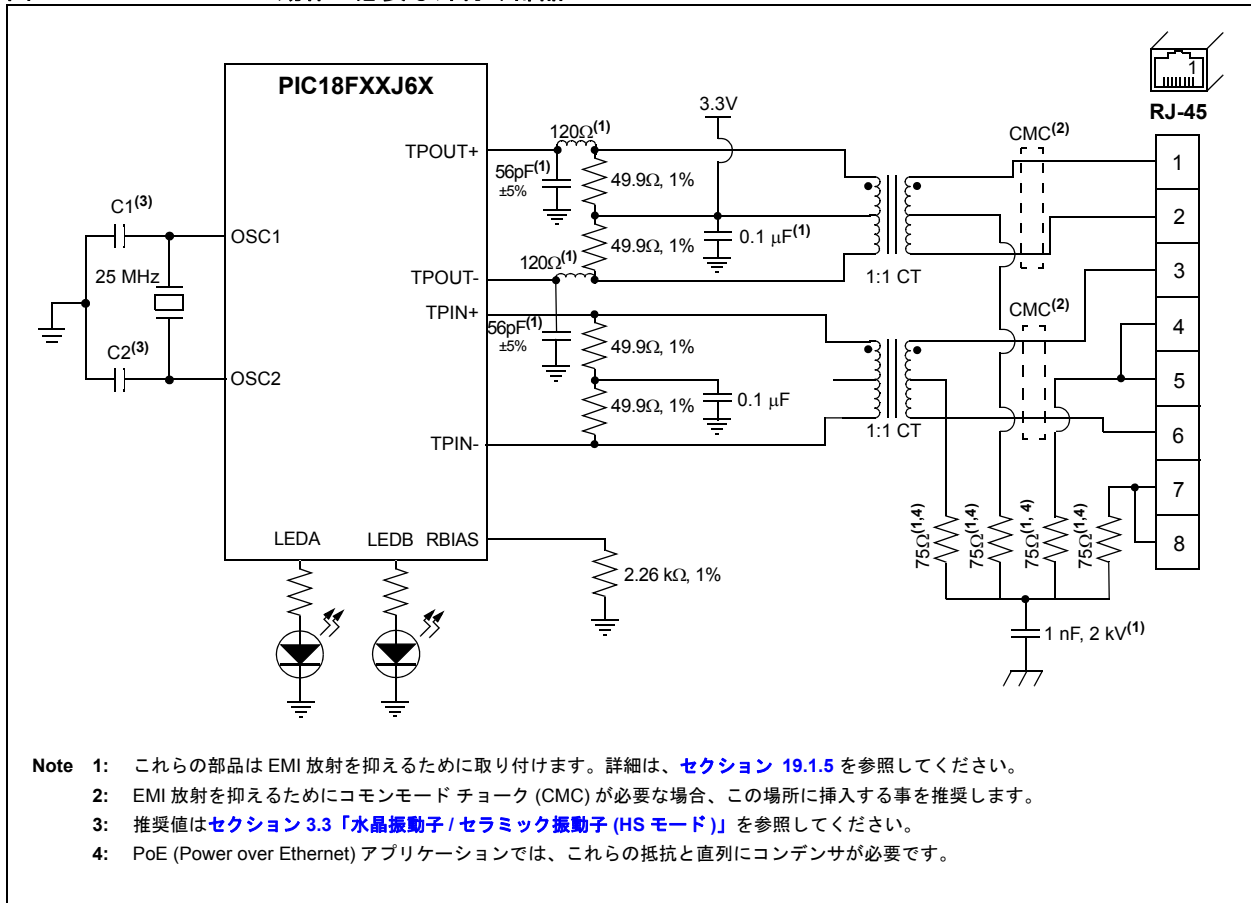 PIC18FXXJ6X
1
RJ-45
3.3V
CMC(2)
120Ω(1)
TPOUT+
56pF(1)
±5%
49.9Ω, 1%
1
C1(3)
OSC1
2
0.1 μF(1)
49.9Ω, 1%
120Ω(1)
25 MHz
TPOUT-
1:1 CT
3
TPIN+
CMC(2)
56pF(1)
±5%
49.9Ω, 1%
4
C2(3)
OSC2
5
49.9Ω, 1%
0.1 μF
1:1 CT
6
TPIN-
7
75Ω(1,4)
75Ω(1,4)
75Ω(1, 4)
75Ω(1,4)
8
LEDA
LEDB
RBIAS
2.26 kΩ, 1%
1 nF, 2 kV(1)
Note 1: これらの部品は EMI 放射を抑えるために取り付けます。詳細は、セクション 19.1.5 を参照してください。
2: EMI 放射を抑えるためにコモンモード チョーク (CMC) が必要な場合、この場所に挿入する事を推奨します。
3: 推奨値はセクション 3.3「水晶振動子 / セラミック振動子 (HS モード )」を参照してください。
4: PoE (Power over Ethernet) アプリケーションでは、これらの抵抗と直列にコンデンサが必要です。